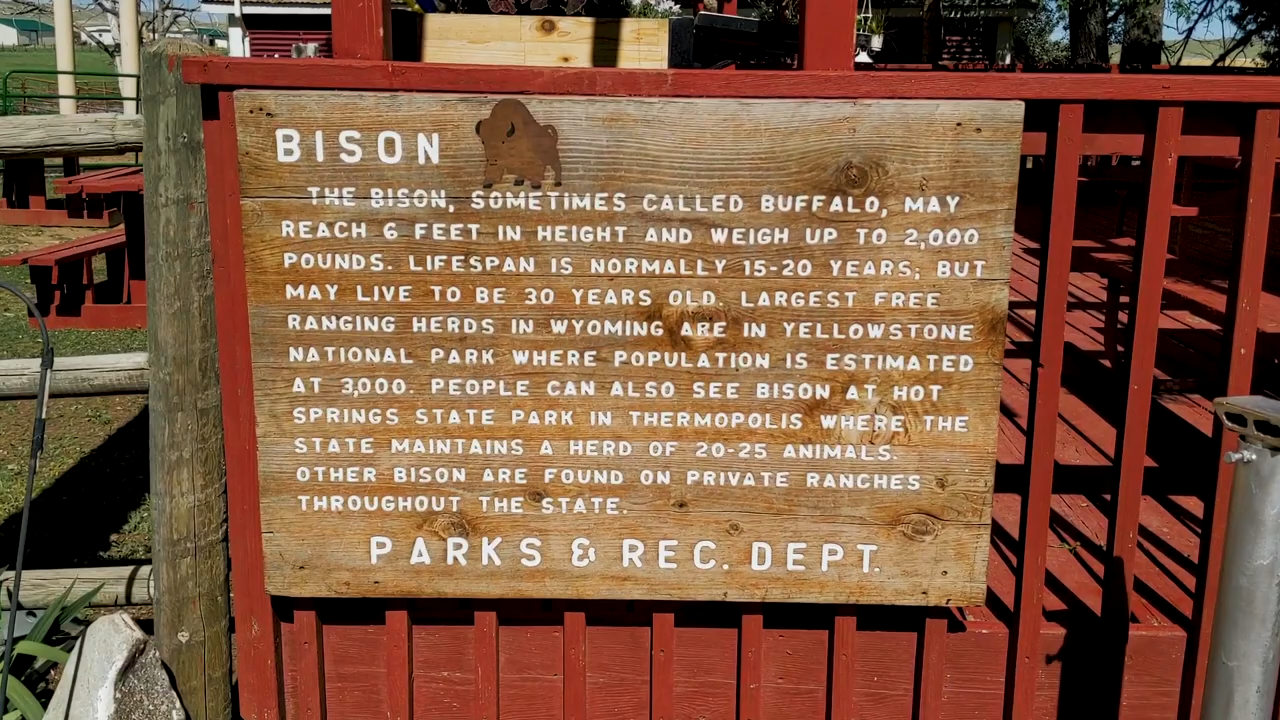 BISON
THE BISON, SOMETIMES CALLED BUFFALO, MAY
REACH 6 FEET IN HEIGHT AND WEIGH UP TO 2,000
POUNDS. LIFESPAN IS NORMALLY 15-20 YEARS; BUT
MAY LIVE TO BE 30 YEARS OLD. LARGEST FREE
RANGING HERDS IN WYOMING ARE IN YELLOWSTONE
NATIONAL PARK WHERE POPULATION IS ESTIMATED
AT 3,000. PEOPLE CAN ALSO SEE BISON AT HOT
SPRINGS STATE PARK IN THERMOPOLIS WHERE THE
STATE MAINTAINS A HERD OF 20-25 ANIMALS.
OTHER BISON ARE FOUND ON PRIVATE RANCHES
THROUGHOUT THE STATE.
PARKS & REC. DEPT.